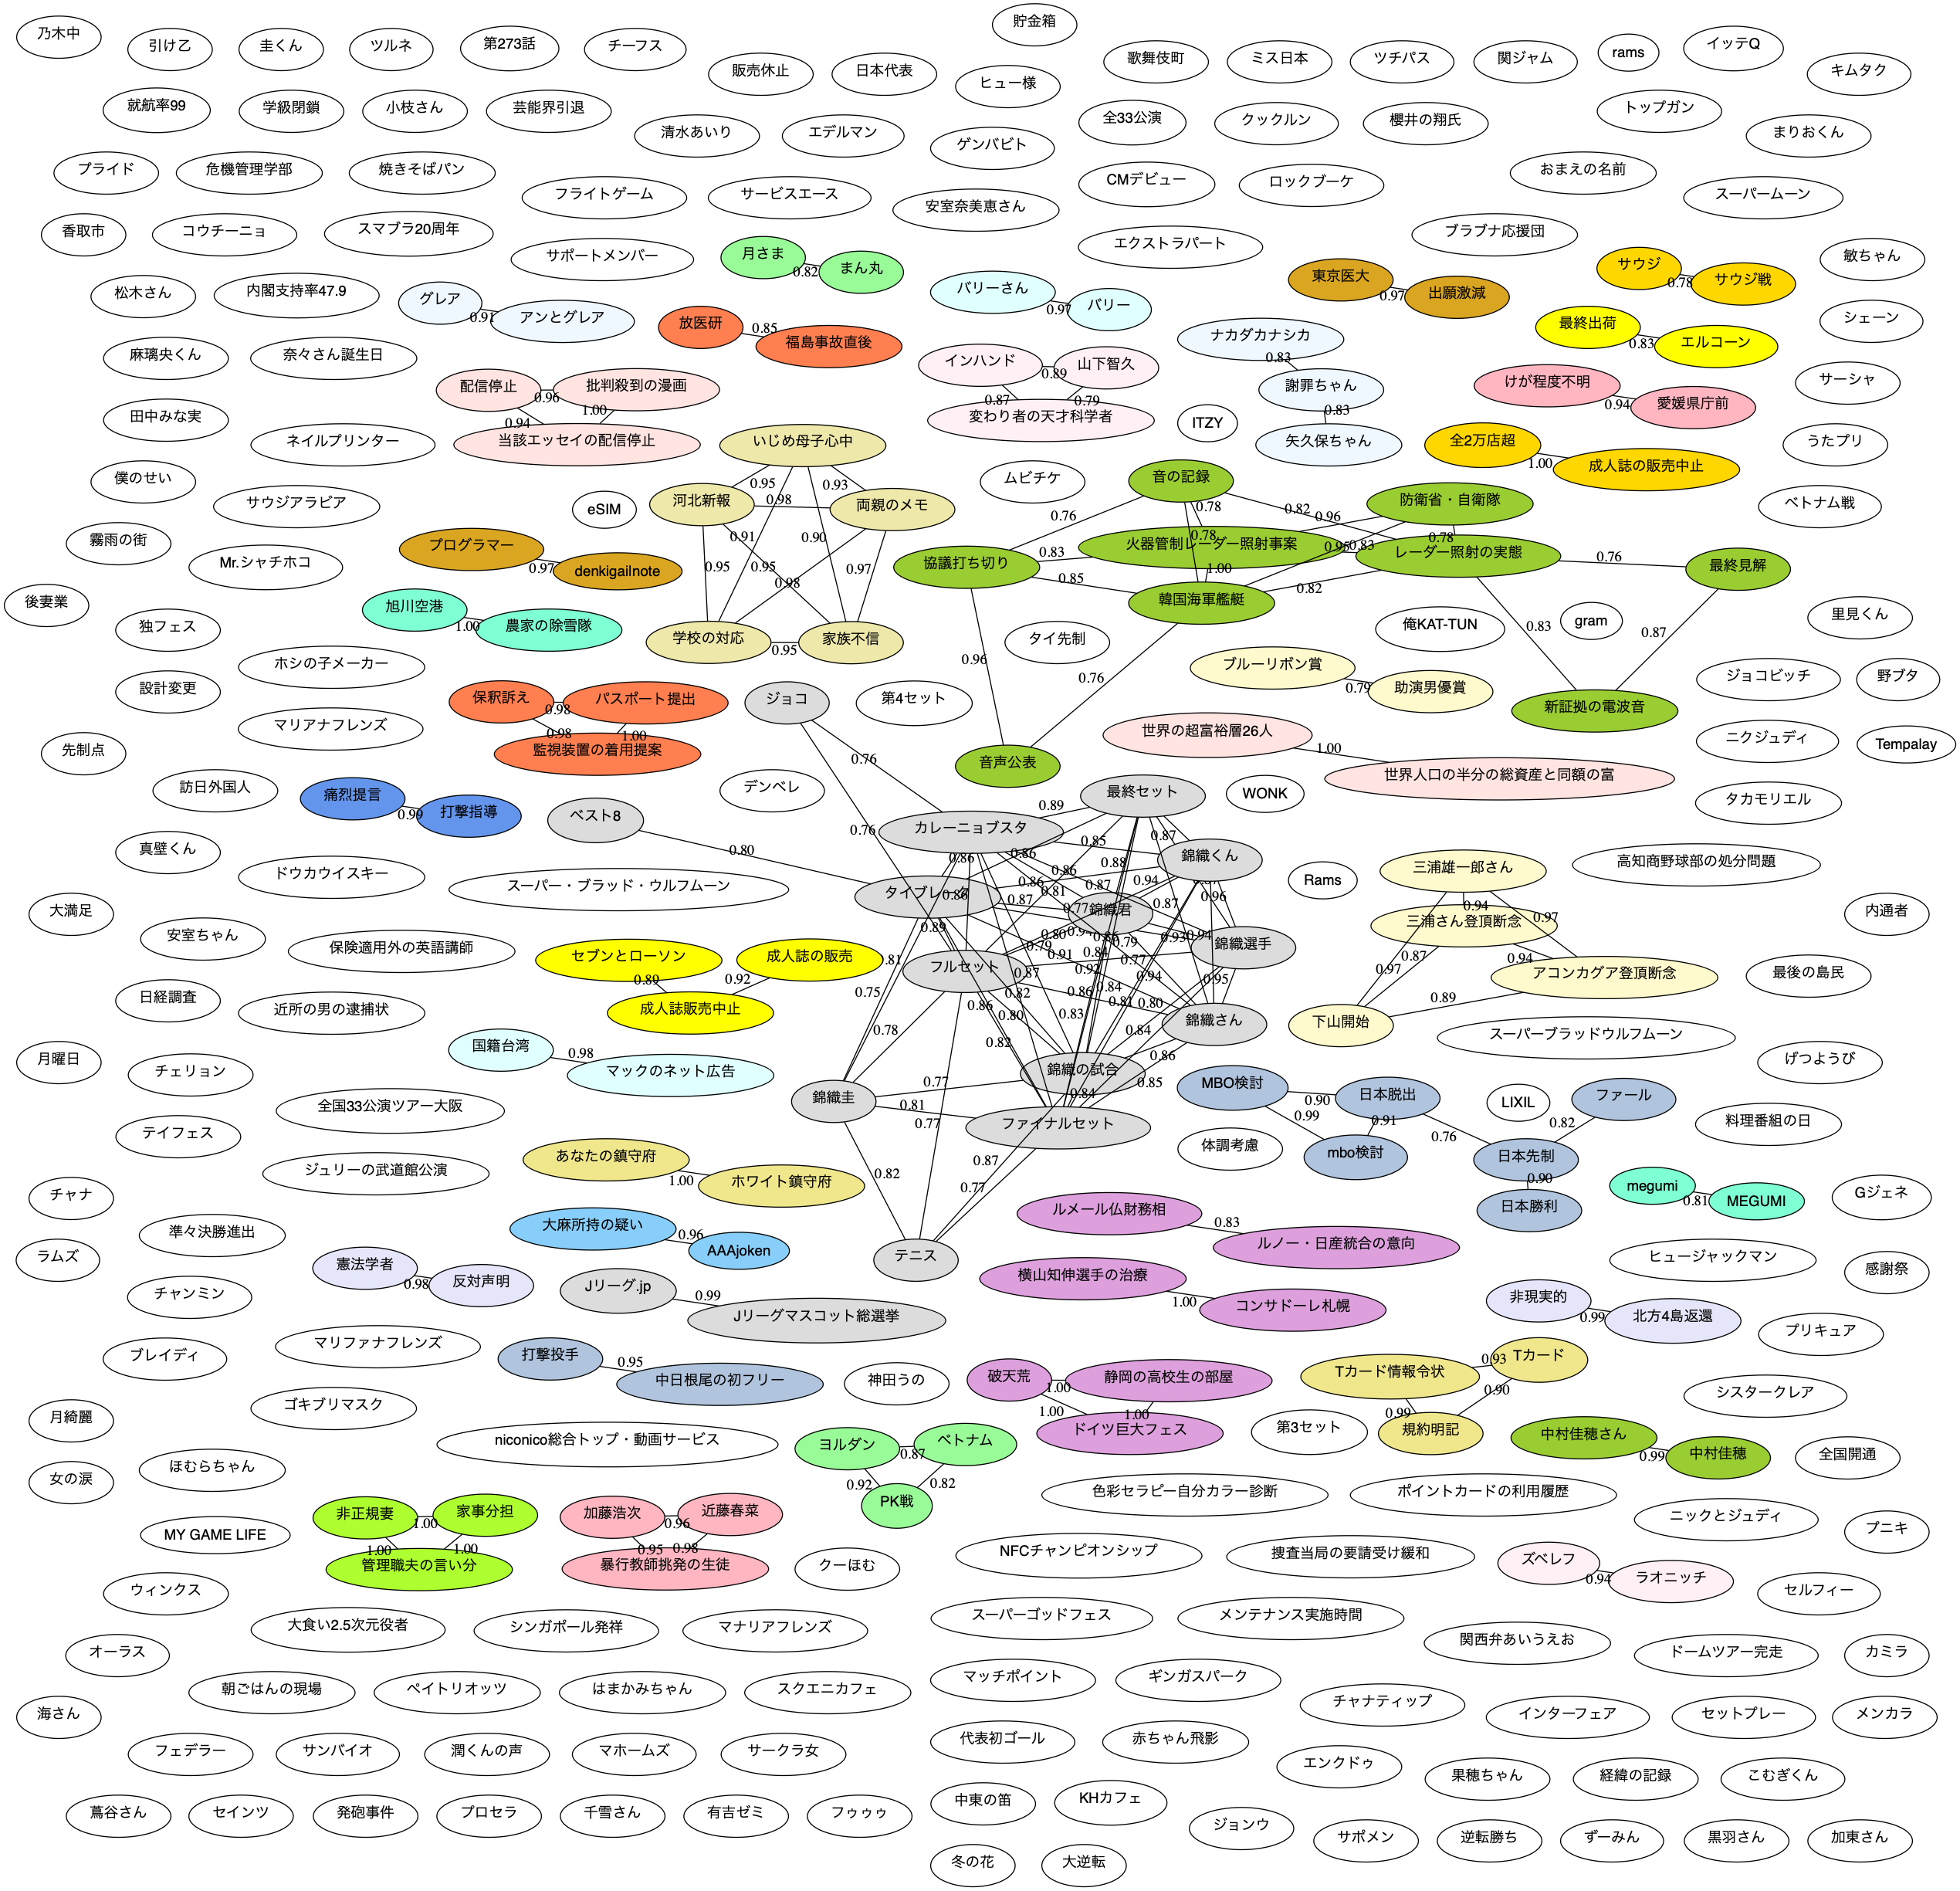 乃木中
引け乙
圭くん
ツルネ
第273話
チーフス
貯金箱
販売休止
日本代表
ヒュー様
歌舞伎町
ミス日本
ツチパス
関ジャム
rams
イッテQ
キムタク
就航率99
学級閉鎖
小枝さん
芸能界引退
清水あいり
エデルマン
ゲンバビト
全33公演
クックルン
櫻井の翔氏
トップガン
まりおくん
プライド
危機管理学部
焼きそばパン
フライトゲーム
サービスエース
安室奈美恵さん
CMデビュー
ロックブーケ
おまえの名前
スーパームーン
香取市
コウチーニョ
スマブラ20周年
サポートメンバー
月さま
0.82
まん丸
エクストラパート
ブラブナ応援団
敏ちゃん
松木さん
内閣支持率47.9
グレア
0.91
アンとグレア
放医研
0.85
福島事故直後
バリーさん
0.97
バリー
東京医大
0.97
出願激減
サウジ
0.78
サウジ戦
シェーン
麻璃央くん
奈々さん誕生日
配信停止
0.96
批判殺到の漫画
1.00
0.94
当該エッセイの配信停止
インハンド
0.89
山下智久
0.87
0.79
変わり者の天才科学者
ナカダカナシカ
0.83
謝罪ちゃん
0.83
矢久保ちゃん
最終出荷
0.83
エルコーン
けが程度不明
0.94
愛媛県庁前
サーシャ
田中みな実
ネイルプリンター
いじめ母子心中
0.95
0.93
河北新報
0.98
両親のメモ
0.91
0.90
0.95
0.95
0.98
0.97
学校の対応
0.95
家族不信
ITZY
全2万店超
1.00
成人誌の販売中止
うたプリ
僕のせい
サウジアラビア
eSIM
ムビチケ
音の記録
0.78
0.82
0.96
0.76
防衛省・自衛隊
0.78
ベトナム戦
霧雨の街
Mr.シャチホコ
プログラマー
0.97
denkigailnote
協議打ち切り
0.83
火器管制レーダー照射事案
0.78
0.95
0.83
レーダー照射の実態
0.76
最終見解
0.85
1.00
韓国海軍艦艇
0.82
後妻業
独フェス
旭川空港
1.00
農家の除雪隊
タイ先制
俺KAT-TUN
gram
0.83
0.87
里見くん
0.96
0.76
設計変更
ホシの子メーカー
保釈訴え
0.98
パスポート提出
0.98
1.00
監視装置の着用提案
ジョコ
第4セット
ブルーリボン賞
0.79
助演男優賞
新証拠の電波音
ジョコビッチ
野ブタ
先制点
マリアナフレンズ
音声公表
世界の超富裕層26人
1.00
世界人口の半分の総資産と同額の富
ニクジュディ
Tempalay
訪日外国人
痛烈提言
0.99
打撃指導
ベスト8
0.80
デンベレ
0.76
0.76
最終セット
0.89
カレーニョブスタ
WONK
タカモリエル
真壁くん
ドウカウイスキー
スーパー・ブラッド・ウルフムーン
タイブレーク
0.86
0.86
0.85
0.87
錦織くん
0.88
0.86
0.86
0.81
0.87
0.94
0.87
0.96
0.87
0.77
錦織君
Rams
三浦雄一郎さん
0.94
三浦さん登頂断念
0.97
高知商野球部の処分問題
大満足
安室ちゃん
保険適用外の英語講師
セブンとローソン
0.89
成人誌の販売
0.92
成人誌販売中止
0.86
0.89
0.80
0.79
0.79
0.93
0.94
錦織選手
0.91
0.84
0.77
フルセット
0.87
0.92
0.94
0.95
0.97
0.87
0.94
アコンカグア登頂断念
0.89
下山開始
内通者
最後の島民
日経調査
近所の男の逮捕状
.81
0.75
0.82
0.86
0.84
0.86
0.81
0.80
錦織さん
0.80
0.83
0.84
スーパーブラッドウルフムーン
月曜日
チェリョン
国籍台湾
0.98
マックのネット広告
0.78
0.82
0.86
錦織の試合
0.85
0.84
0.77
錦織圭
0.81
ファイナルセット
0.77
げつようび
全国33公演ツアー大阪
MBO検討
0.90
日本脱出
0.99
0.91
mbo検討
0.76
LIXIL
ファール
0.82
日本先制
0.90
日本勝利
料理番組の日
テイフェス
ジュリーの武道館公演
あなたの鎮守府
1.00
ホワイト鎮守府
0.82
0.87
0.77
体調考慮
チャナ
準々決勝進出
大麻所持の疑い
0.96
AAAjoken
テニス
ルメール仏財務相
0.83
ルノー・日産統合の意向
megumi
0.81
MEGUMI
Gジェネ
ラムズ
憲法学者
0.98
反対声明
Jリーグ.jp
0.99
Jリーグマスコット総選挙
横山知伸選手の治療
1.00
コンサドーレ札幌
ヒュージャックマン
感謝祭
チャンミン
非現実的
0.99
北方4島返還
プリキュア
ブレイディ
マリファナフレンズ
打撃投手
0.95
中日根尾の初フリー
神田うの
破天荒
1.00
静岡の高校生の部屋
1.00
1.00
ドイツ巨大フェス
Tカード情報令状
0.93
Tカード
0.99
0.90
規約明記
シスタークレア
月綺麗
ゴキブリマスク
niconico総合トップ・動画サービス
ヨルダン
0.87
ベトナム
0.92
0.82
PK戦
第3セット
中村佳穂さん
0.99
中村佳穂
全国開通
女の涙
ほむらちゃん
色彩セラピー自分カラー診断
ポイントカードの利用履歴
ニックとジュディ
プニキ
MY GAME LIFE
非正規妻
1.00
家事分担
1.00
1.00
管理職夫の言い分
加藤浩次
0.96
近藤春菜
0.95
0.98
暴行教師挑発の生徒
クーほむ
NFCチャンピオンシップ
捜査当局の要請受け緩和
ズベレフ
0.94
ラオニッチ
セルフィー
ウィンクス
大食い2.5次元役者
シンガポール発祥
マナリアフレンズ
スーパーゴッドフェス
メンテナンス実施時間
関西弁あいうえお
ドームツアー完走
カミラ
オーラス
朝ごはんの現場
ペイトリオッツ
はまかみちゃん
スクエニカフェ
マッチポイント
ギンガスパーク
チャナティップ
インターフェア
セットプレー
メンカラ
海さん
フェデラー
サンバイオ
潤くんの声
マホームズ
サークラ女
代表初ゴール
赤ちゃん飛影
エンクドゥ
果穂ちゃん
経緯の記録
こむぎくん
蔦谷さん
セインツ
発砲事件
プロセラ
千雪さん
有吉ゼミ
フゥゥゥ
中東の笛
KHカフェ
ジョンウ
サポメン
逆転勝ち
ずーみん
黒羽さん
加東さん
冬の花
大逆転